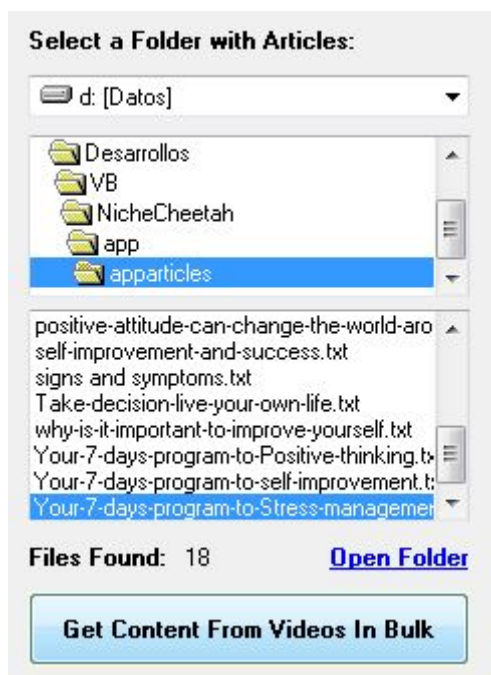 Select a Folder with Articles:
d: [Datos]
Desarrollos
VB
NicheCheetah
app
apparticles
positive-attitude-can-change-the-world-aro
self-improvement-and-success.txt
signs and symptoms.txt
Take-decision-live-your-own-life.txt
why-is-it-important-to-improve-yourself.txt
Your-7-days-program-to-Positive-thinking.tx
Your-7-days-program-to-self-improvement.t
Your-7-days-program-to-Stress-managemer
Files Found: 18 Open Folder
Get Content From Videos In Bulk